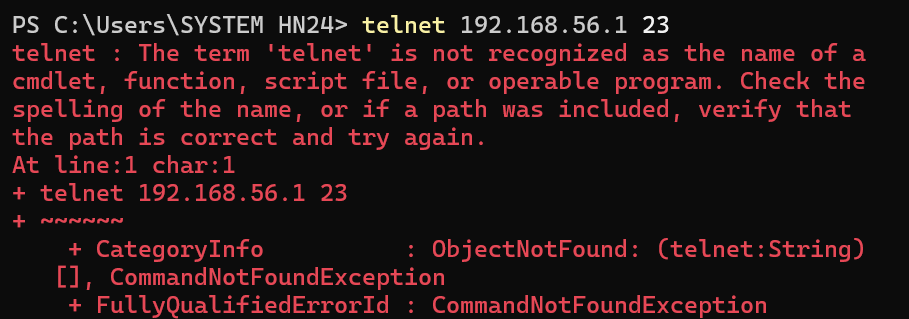 PS C:\Users\SYSTEM HN24> telnet 192.168.56.1 23
telnet : The term 'telnet' is not recognized as the name of a
cmdlet, function, script file, or operable program. Check the
spelling of the name, or if a path was included, verify that
the path is correct and try again.
At line:1 char:1
+ telnet 192.168.56.1 23
+ ~~~~~~
    + CategoryInfo          : ObjectNotFound: (telnet:String)
   [], CommandNotFoundException
    + FullyQualifiedErrorId : CommandNotFoundException